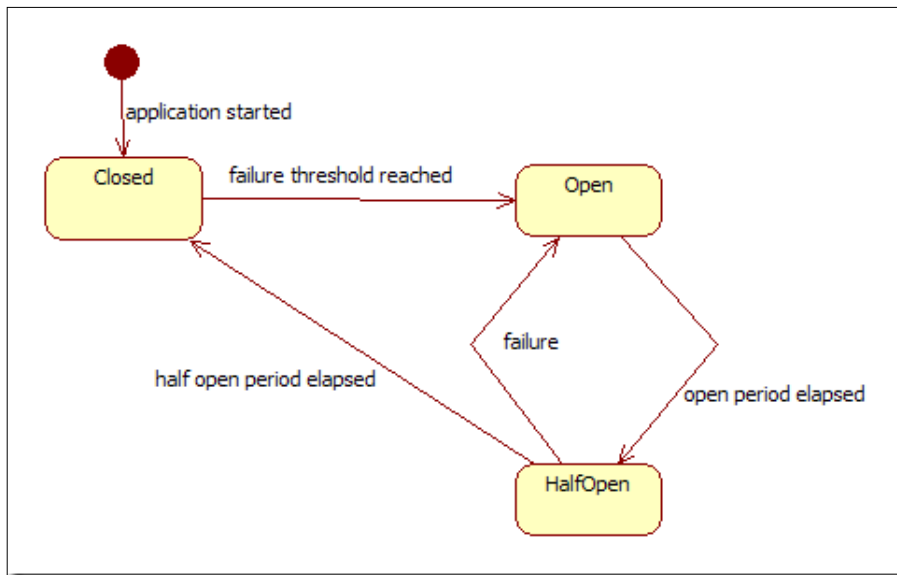 application started
Closed
failure threshold reached
Open
failure
half open period elapsed
open period elapsed
HalfOpen